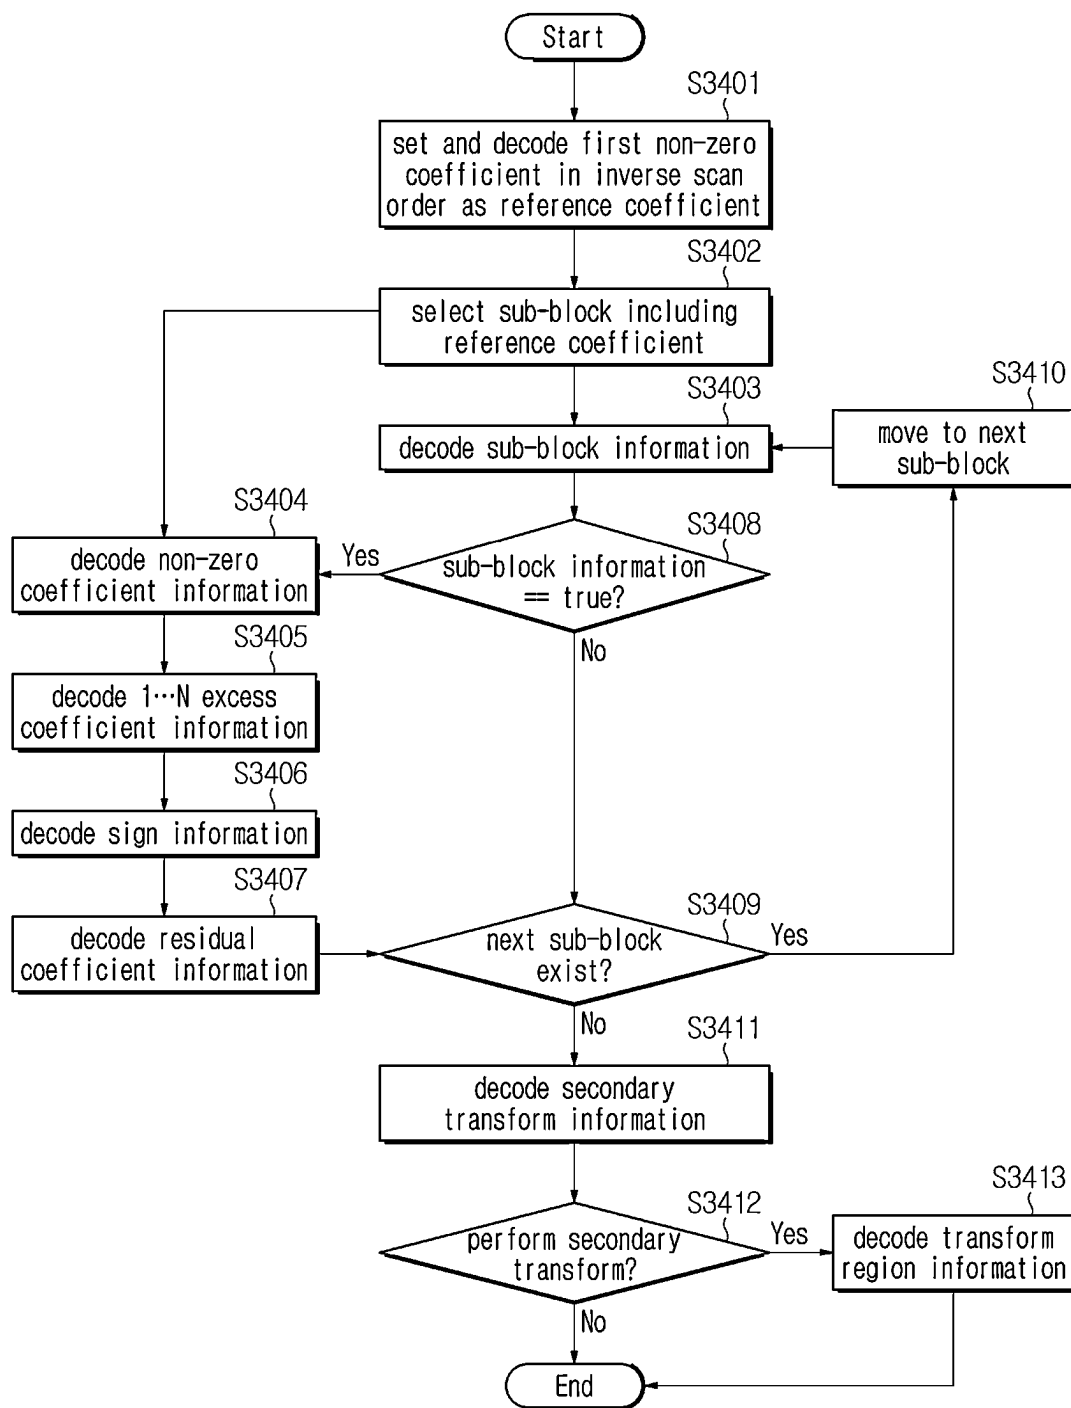 Start
S3401
set and decode first non-zero
coefficient in inverse scan
order as reference coefficient
S3402
select sub-block including
reference coefficient
S3403
decode sub-block information
S3410
move to next
sub-block
S3404
decode non-zero
coefficient information
Yes
S3408
sub-block information
== true?
No
S3405
decode 1···N excess
coefficient information
S3406
decode sign information
S3407
decode residual
coefficient information
S3409
next sub-block
exist?
Yes
No
S3411
decode secondary
transform information
S3412
perform secondary
transform?
Yes
S3413
decode transform
region information
No
End